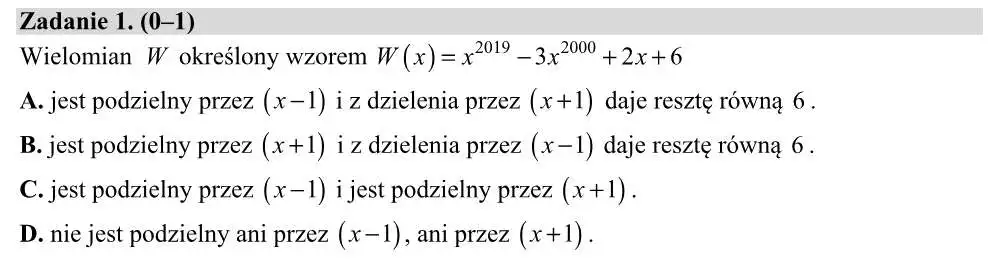 Zadanie 1. (0–1)
Wielomian W określony wzorem W(x) = x^2019 − 3x^2000 + 2x + 6
A. jest podzielny przez (x−1) i z dzielenia przez (x+1) daje resztę równą 6.
B. jest podzielny przez (x+1) i z dzielenia przez (x−1) daje resztę równą 6.
C. jest podzielny przez (x−1) i jest podzielny przez (x+1).
D. nie jest podzielny ani przez (x−1), ani przez (x+1).